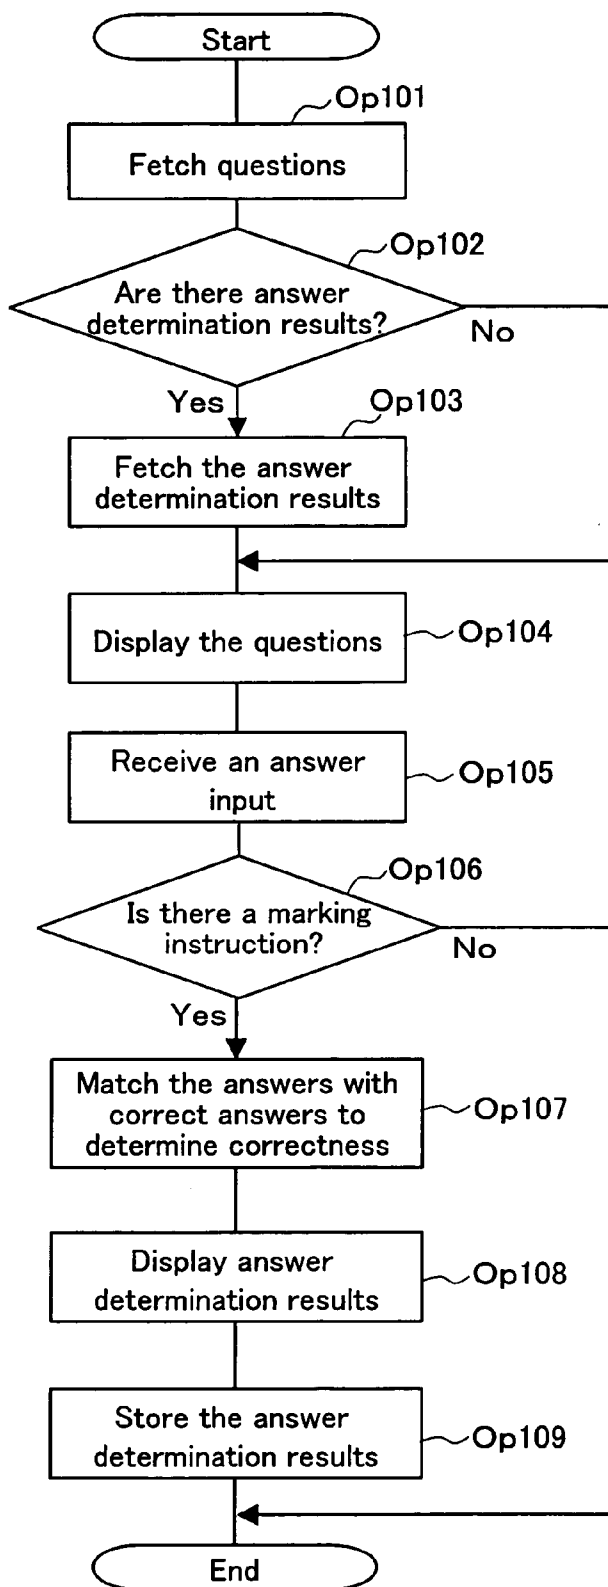 Start
Op101
Fetch questions
Op102
Are there answer
determination results?
No
Yes
Op103
Fetch the answer
determination results
Display the questions
Op104
Receive an answer
input
Op105
Op106
Is there a marking
instruction?
No
Yes
Match the answers with
correct answers to
determine correctness
Op107
Display answer
determination results
Op108
Store the answer
determination results
Op109
End